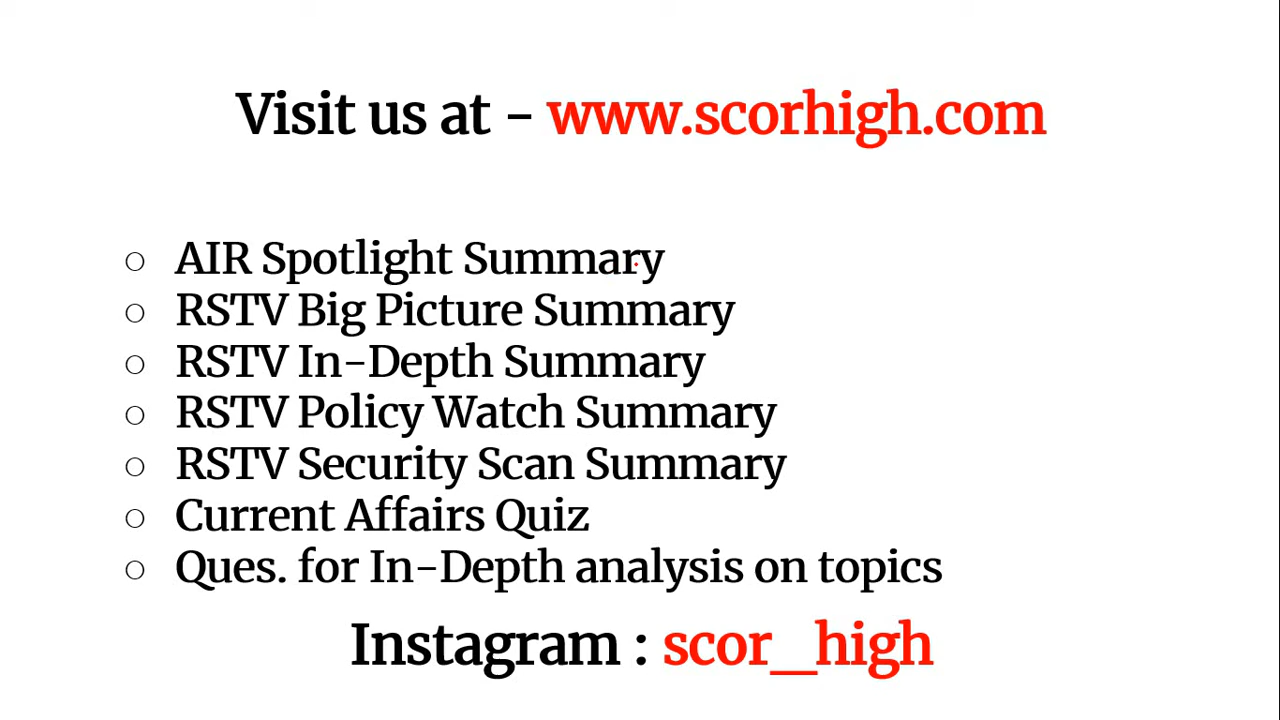 Visit us at - www.scorhigh.com
○ AIR Spotlight Summary
○ RSTV Big Picture Summary
○ RSTV In-Depth Summary
○ RSTV Policy Watch Summary
○ RSTV Security Scan Summary
○ Current Affairs Quiz
○ Ques. for In-Depth analysis on topics
Instagram : scor_high